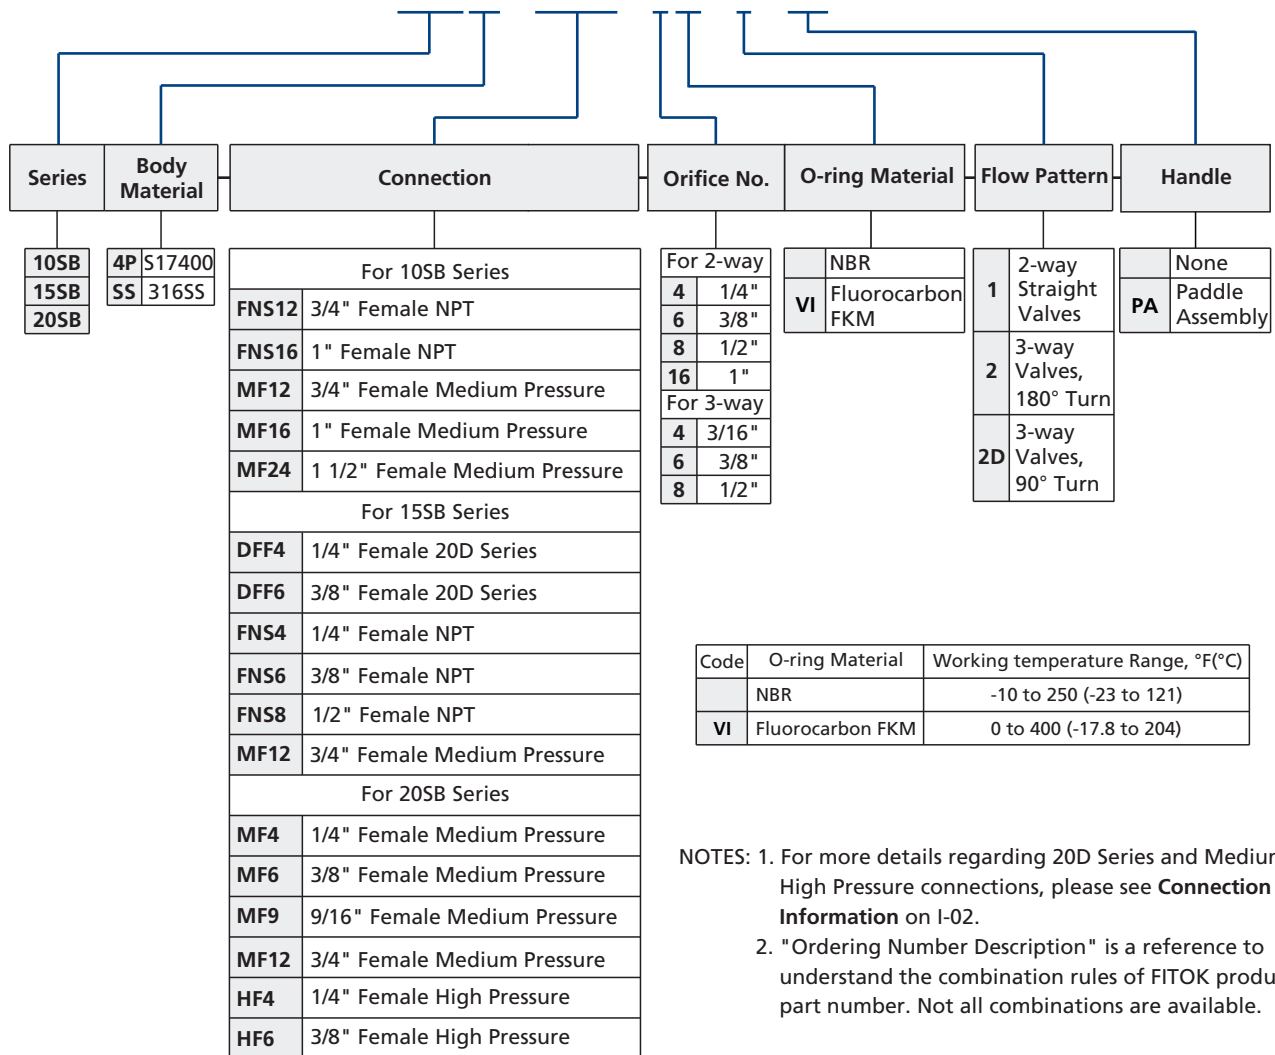 Series
Body Material
Connection
Orifice No.
O-ring Material
Flow Pattern
Handle
10SB
15SB
20SB
4P S17400
SS 316SS
For 10SB Series
FNS12 3/4" Female NPT
FNS16 1" Female NPT
MF12 3/4" Female Medium Pressure
MF16 1" Female Medium Pressure
MF24 1 1/2" Female Medium Pressure
For 15SB Series
DFF4 1/4" Female 20D Series
DFF6 3/8" Female 20D Series
FNS4 1/4" Female NPT
FNS6 3/8" Female NPT
FNS8 1/2" Female NPT
MF12 3/4" Female Medium Pressure
For 20SB Series
MF4 1/4" Female Medium Pressure
MF6 3/8" Female Medium Pressure
MF9 9/16" Female Medium Pressure
MF12 3/4" Female Medium Pressure
HF4 1/4" Female High Pressure
HF6 3/8" Female High Pressure
For 2-way
4 1/4"
6 3/8"
8 1/2"
16 1"
For 3-way
4 3/16"
6 3/8"
8 1/2"
NBR
VI Fluorocarbon FKM
1 2-way Straight Valves
2 3-way Valves, 180° Turn
2D 3-way Valves, 90° Turn
None
PA Paddle Assembly
Code O-ring Material Working temperature Range, °F(°C)
NBR -10 to 250 (-23 to 121)
VI Fluorocarbon FKM 0 to 400 (-17.8 to 204)
NOTES: 1. For more details regarding 20D Series and
High Pressure connections, please see Connection
Information on I-02.
2. "Ordering Number Description" is a reference to
understand the combination rules of FITOK
part number. Not all combinations are available.